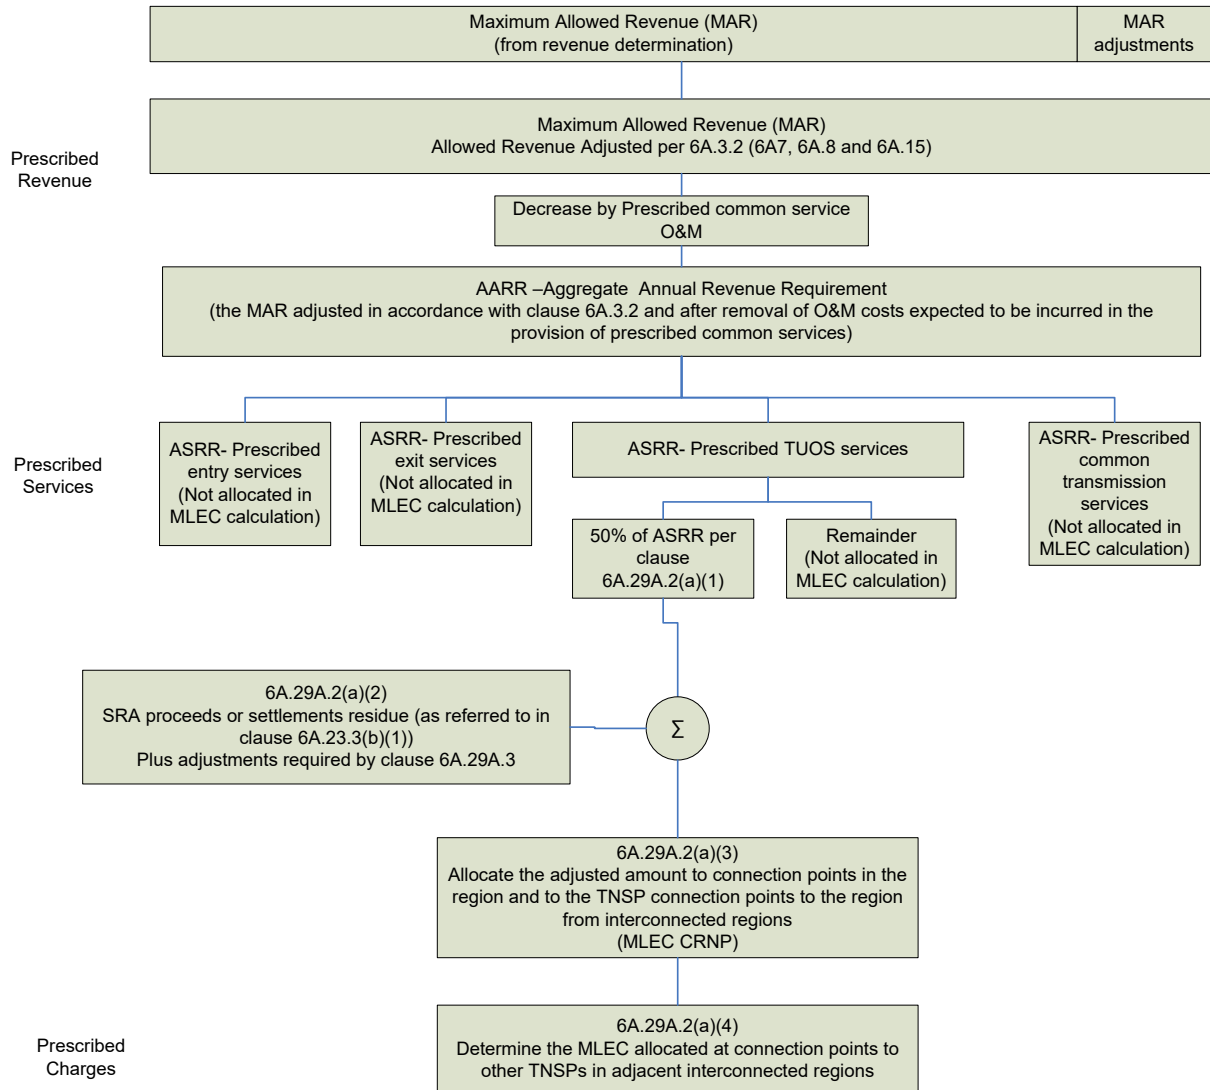 Maximum Allowed Revenue (MAR)
(from revenue determination)
MAR
adjustments
Prescribed
Revenue
Maximum Allowed Revenue (MAR)
Allowed Revenue Adjusted per 6A.3.2 (6A7, 6A.8 and 6A.15)
Decrease by Prescribed common service
O&M
AARR –Aggregate Annual Revenue Requirement
(the MAR adjusted in accordance with clause 6A.3.2 and after removal of O&M costs expected to be incurred in the
provision of prescribed common services)
Prescribed
Services
ASRR- Prescribed
entry services
(Not allocated in
MLEC calculation)
ASRR- Prescribed
exit services
(Not allocated in
MLEC calculation)
ASRR- Prescribed TUOS services
ASRR- Prescribed
common
transmission
services
(Not allocated in
MLEC calculation)
50% of ASRR per
clause
6A.29A.2(a)(1)
Remainder
(Not allocated in
MLEC calculation)
6A.29A.2(a)(2)
SRA proceeds or settlements residue (as referred to in
clause 6A.23.3(b)(1))
Plus adjustments required by clause 6A.29A.3
Σ
6A.29A.2(a)(3)
Allocate the adjusted amount to connection points in the
region and to the TNSP connection points to the region
from interconnected regions
(MLEC CRNP)
Prescribed
Charges
6A.29A.2(a)(4)
Determine the MLEC allocated at connection points to
other TNSPs in adjacent interconnected regions